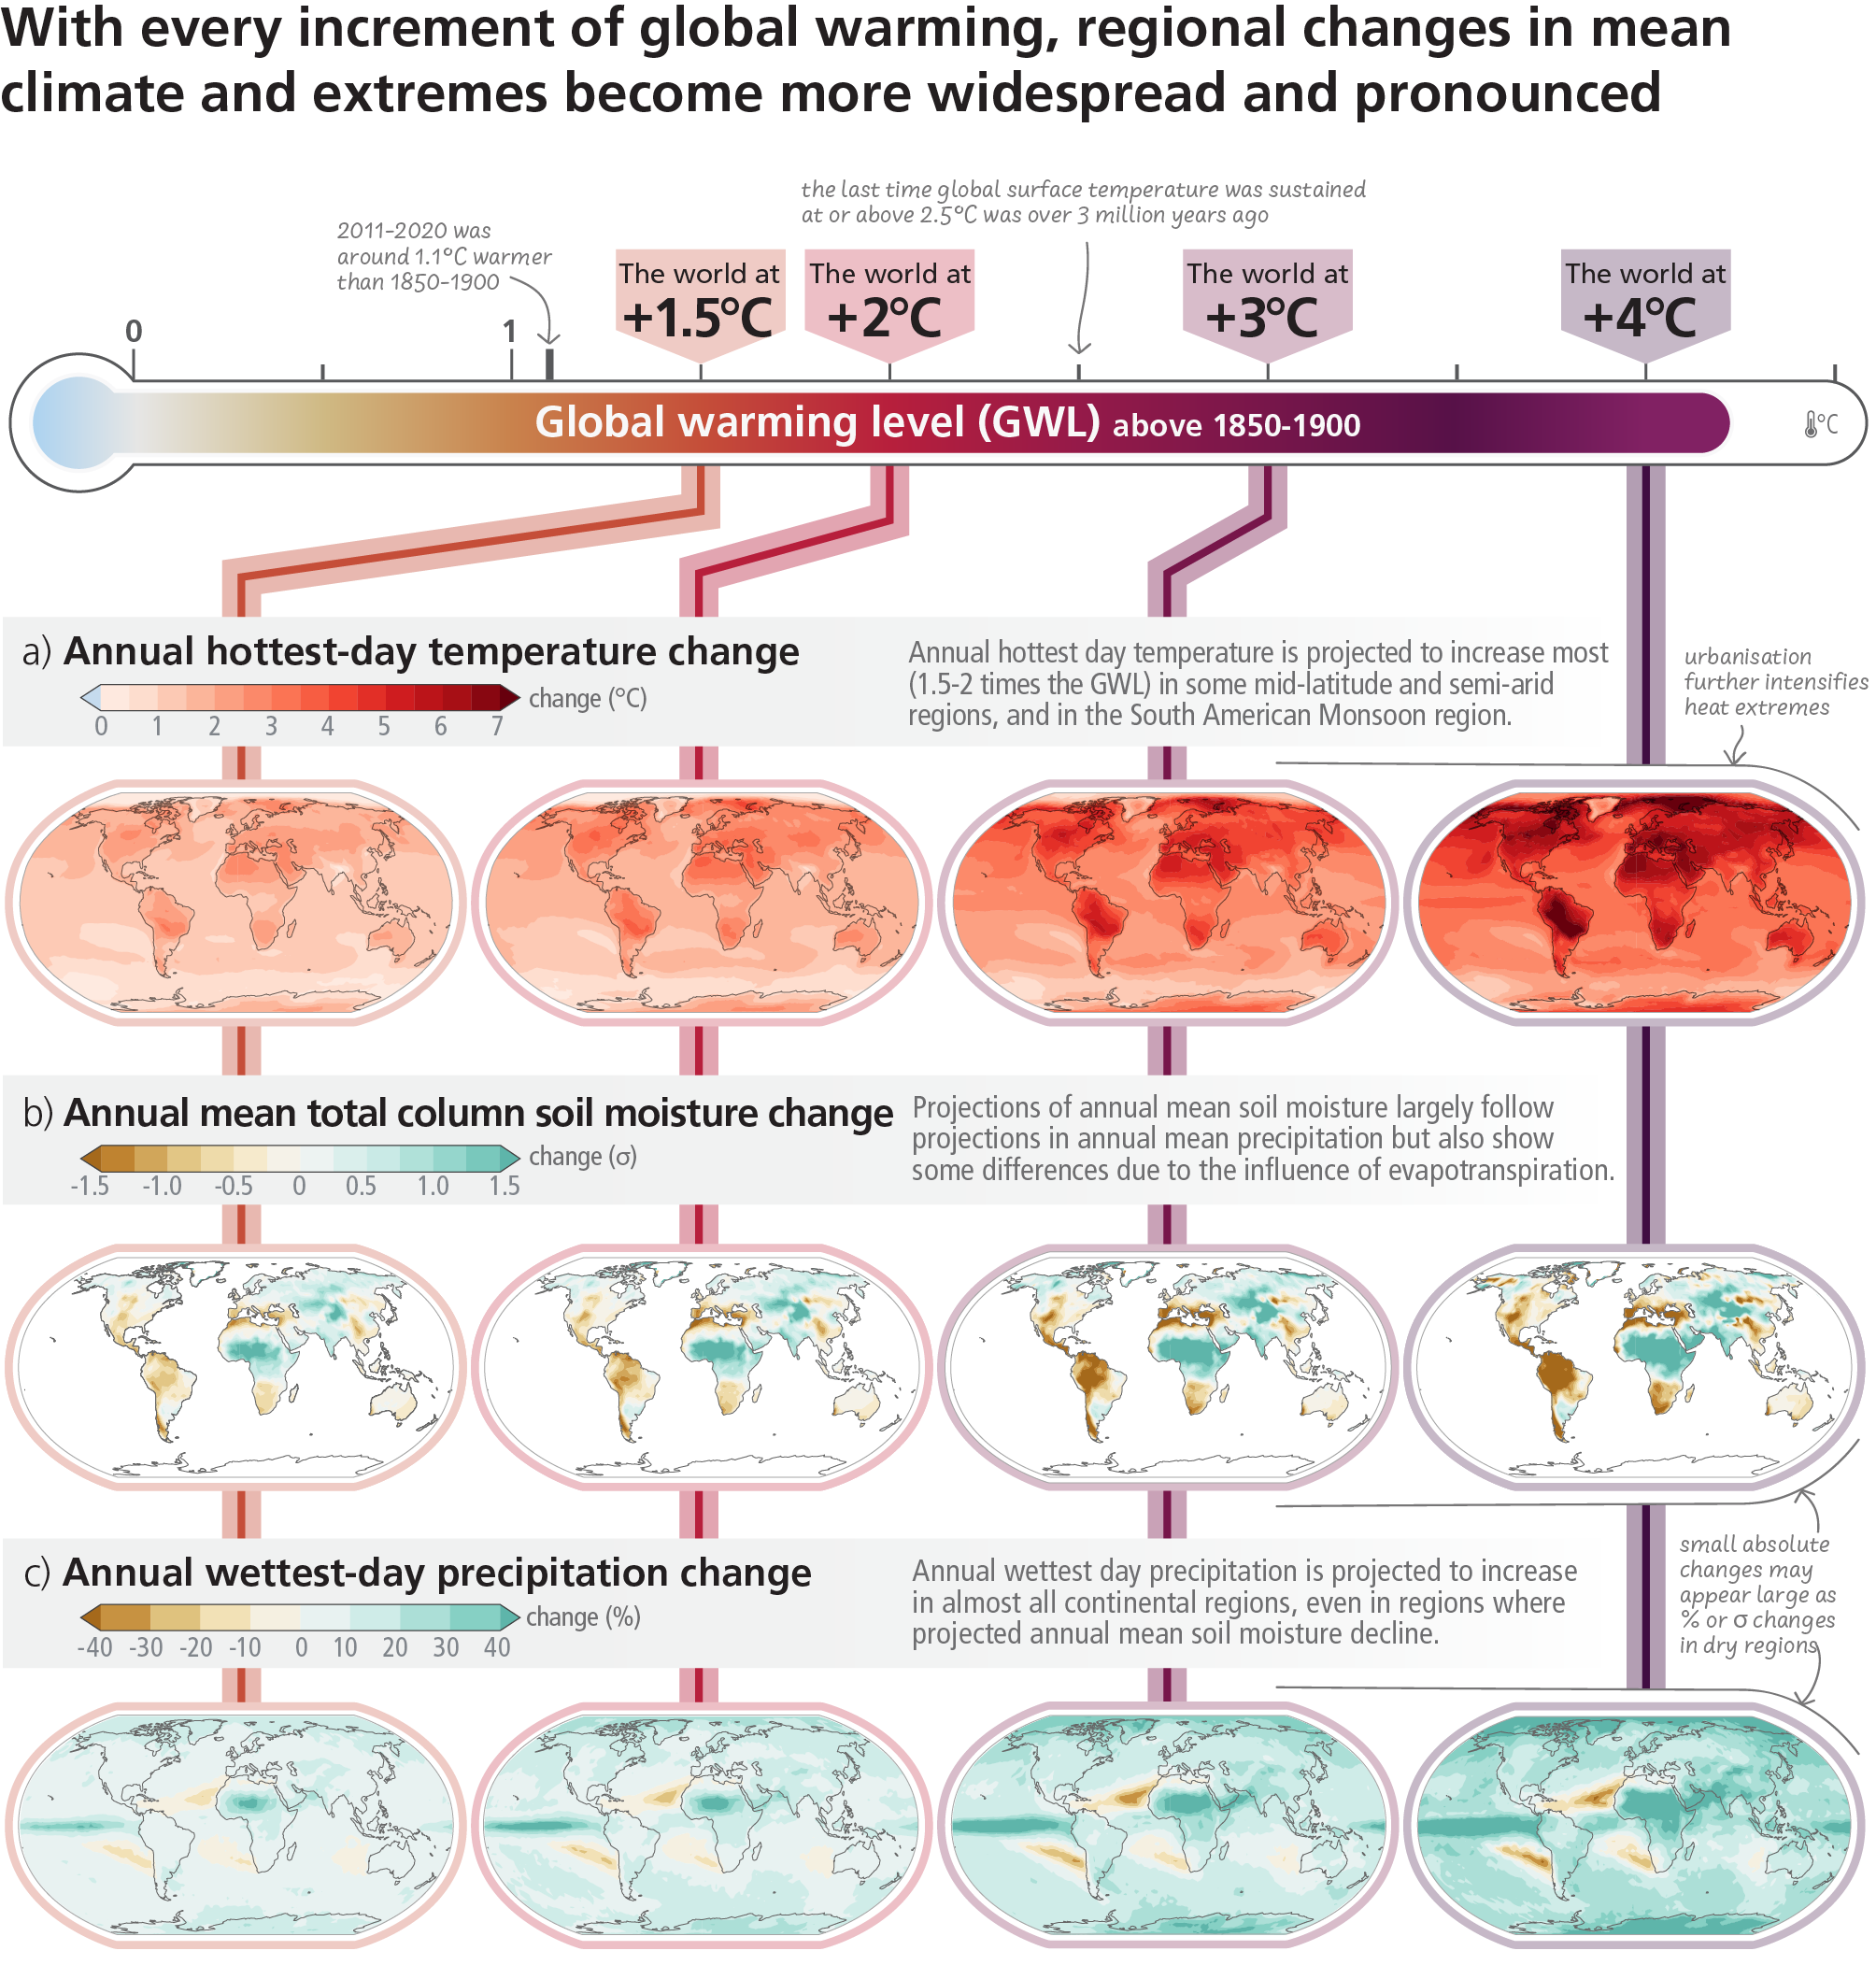 With every increment of global warming, regional changes in mean
climate and extremes become more widespread and pronounced
the last time global surface temperature was sustained
at or above 2.5°C was over 3 million years ago
2011-2020 was
around 1.1°C warmer
than 1850-1900
The world at
+1.5°C
The world at
+2°C
The world at
+3°C
The world at
+4°C
0
1
Global warming level (GWL) above 1850-1900
°C
a) Annual hottest-day temperature change
change (°C)
0 1 2 3 4 5 6 7
Annual hottest day temperature is projected to increase most
(1.5-2 times the GWL) in some mid-latitude and semi-arid
regions, and in the South American Monsoon region.
urbanisation
further intensifies
heat extremes
b) Annual mean total column soil moisture change
change (σ)
-1.5 -1.0 -0.5 0 0.5 1.0 1.5
Projections of annual mean soil moisture largely follow
projections in annual mean precipitation but also show
some differences due to the influence of evapotranspiration.
c) Annual wettest-day precipitation change
change (%)
-40 -30 -20 -10 0 10 20 30 40
Annual wettest day precipitation is projected to increase
in almost all continental regions, even in regions where
projected annual mean soil moisture decline.
small absolute
changes may
appear large as
% or σ changes
in dry regions